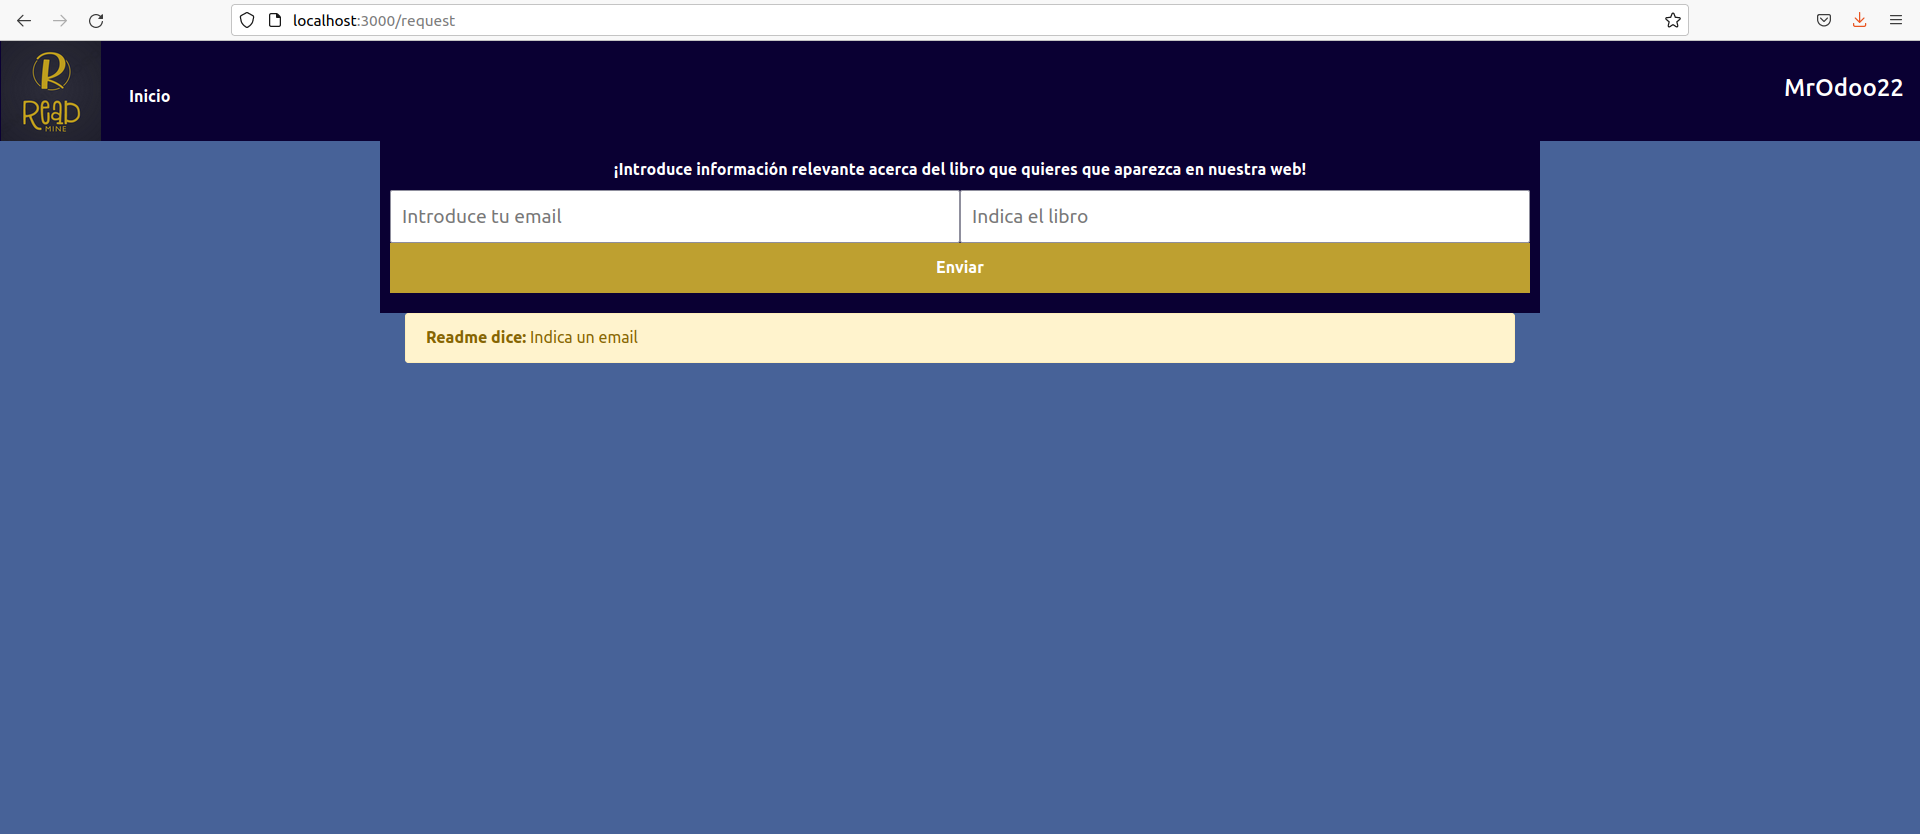 localhost:3000/request
R
READ
MINE
Inicio
MrOdoo22
¡Introduce información relevante acerca del libro que quieres que aparezca en nuestra web!
Introduce tu email
Indica el libro
Enviar
Readme dice: Indica un email